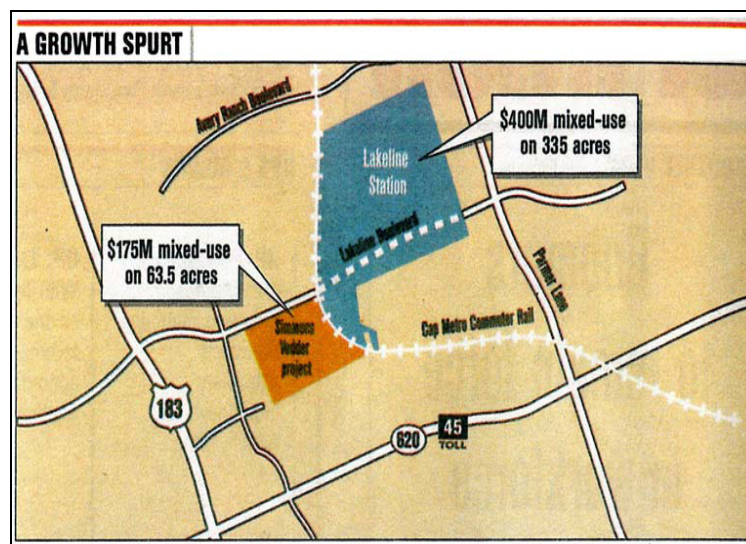 A GROWTH SPURT
Avery Ranch Boulevard
$400M mixed-use
on 335 acres
Lakeline
Station
Lakeline Boulevard
$175M mixed-use
on 63.5 acres
Parmer Lane
Cap Metro Commuter Rail
Simmons
Vedder
project
183
620
45
TOLL